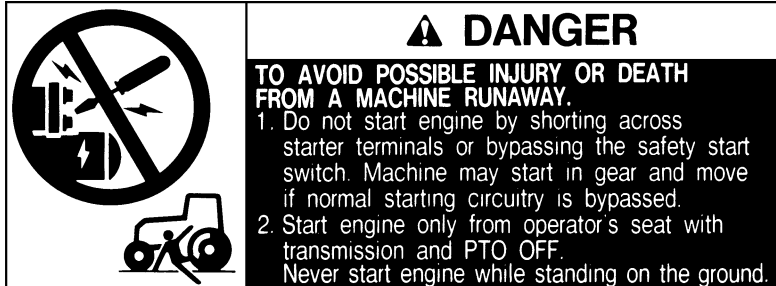 DANGER
TO AVOID POSSIBLE INJURY OR DEATH
FROM A MACHINE RUNAWAY.
1. Do not start engine by shorting across
starter terminals or bypassing the safety start
switch. Machine may start in gear and move
if normal starting circuitry is bypassed.
2. Start engine only from operator's seat with
transmission and PTO OFF.
Never start engine while standing on the ground.